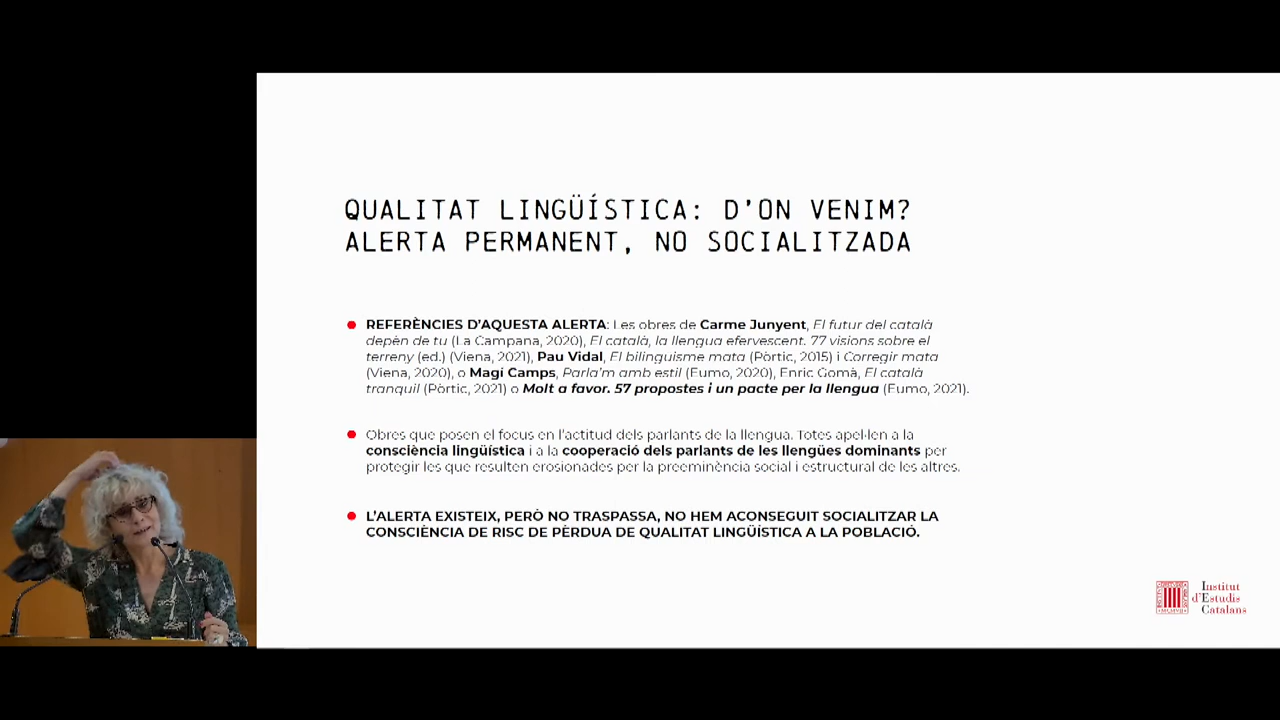 QUALITAT LINGÜÍSTICA: D'ON VENIM?
ALERTA PERMANENT, NO SOCIALITZADA
REFERÈNCIES D'AQUESTA ALERTA: Les obres de Carme Junyent, El futur del català
depèn de tu (La Campana, 2020), El català, la llengua efervescent. 77 visions sobre el
terreny (ed.) (Viena, 2021), Pau Vidal, El bilinguisme mata (Pòrtic, 2015) i Corregir mata
(Viena, 2020), o Magí Camps, Parla'm amb estil (Eumo, 2020), Enric Gomà, El català
tranquil (Pòrtic, 2021) o Molt a favor. 57 propostes i un pacte per la llengua (Eumo, 2021).
Obres que posen el focus en l'actitud dels parlants de la llengua. Totes apel·len a la
consciència lingüística i a la cooperació dels parlants de les llengües dominants per
protegir les que resulten erosionades per la preeminència social i estructural de les altres.
L'ALERTA EXISTEIX, PERÒ NO TRASPASSA, NO HEM ACONSEGUIT SOCIALITZAR LA
CONSCIÈNCIA DE RISC DE PÈRDUA DE QUALITAT LINGÜÍSTICA A LA POBLACIÓ.
Institut
d'Estudis
Catalans